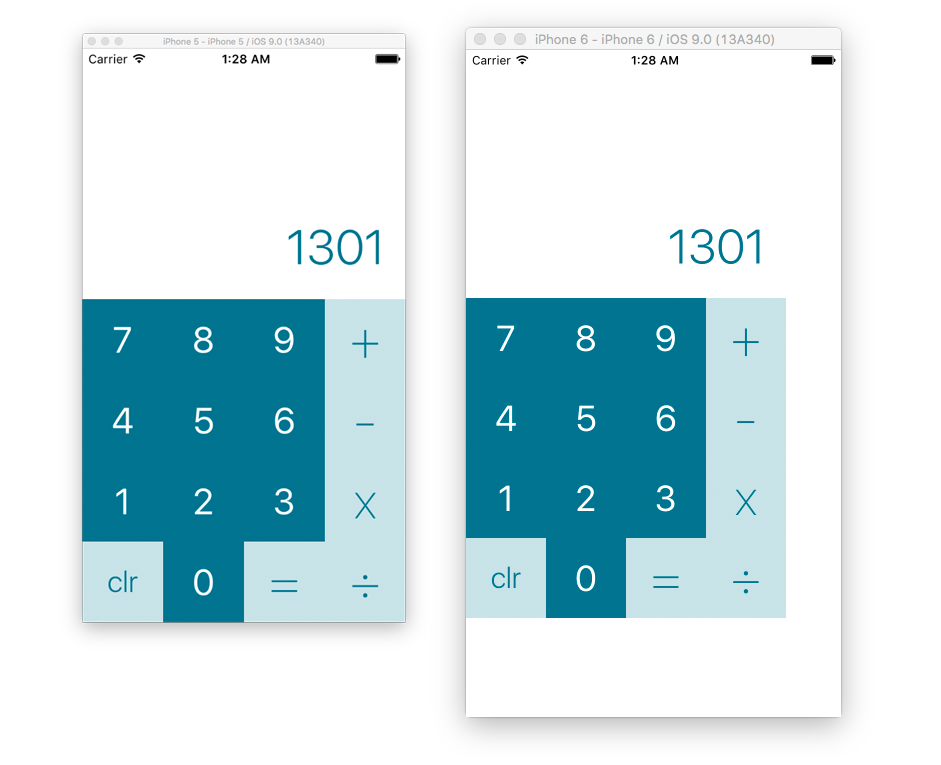 iPhone 5 - iPhone 5 / iOS 9.0 (13A340)
Carrier 1:28 AM
1301
7 8 9 +
4 5 6 −
1 2 3 X
clr 0 = ÷
iPhone 6 - iPhone 6 / iOS 9.0 (13A340)
Carrier 1:28 AM
1301
7 8 9 +
4 5 6 −
1 2 3 X
clr 0 = ÷